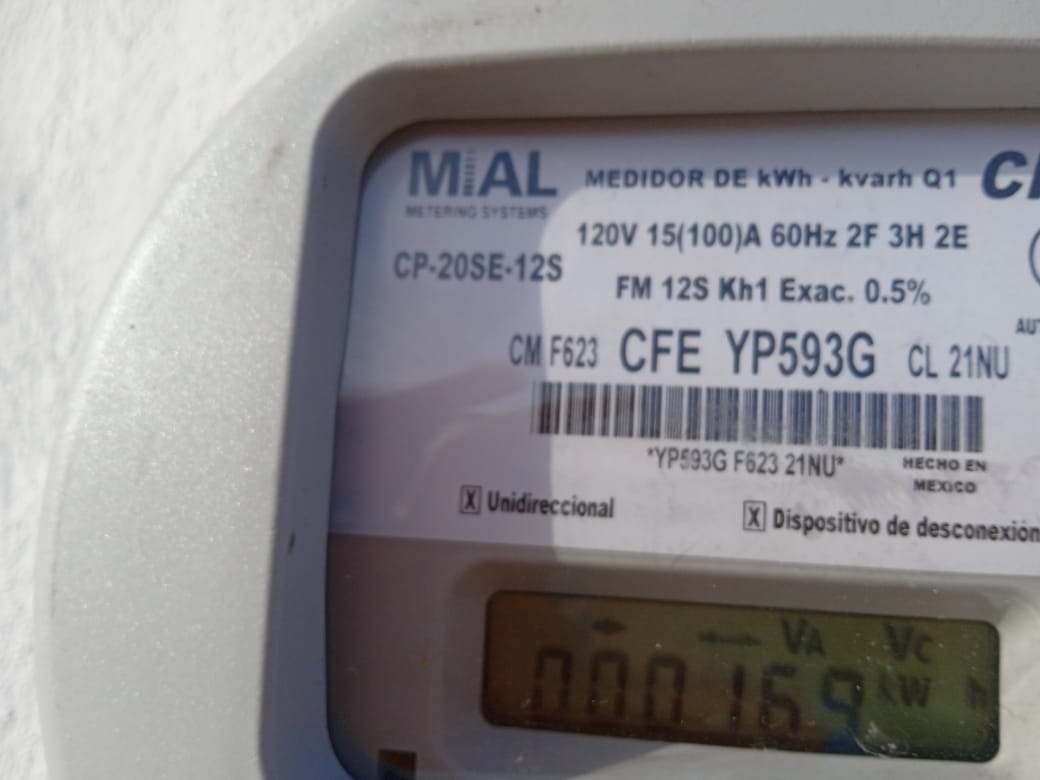 MIAL
METERING SYSTEMS
MEDIDOR DE kWh - kvarh Q1
120V 15(100)A 60Hz 2F 3H 2E
CP-20SE-12S
FM 12S Kh1 Exac. 0.5%
CM F623 CFE YP593G CL 21NU
*YP593G F623 21NU*
HECHO EN
MEXICO
X Unidireccional
X Dispositivo de desconexión
VA VC
000169 kW h